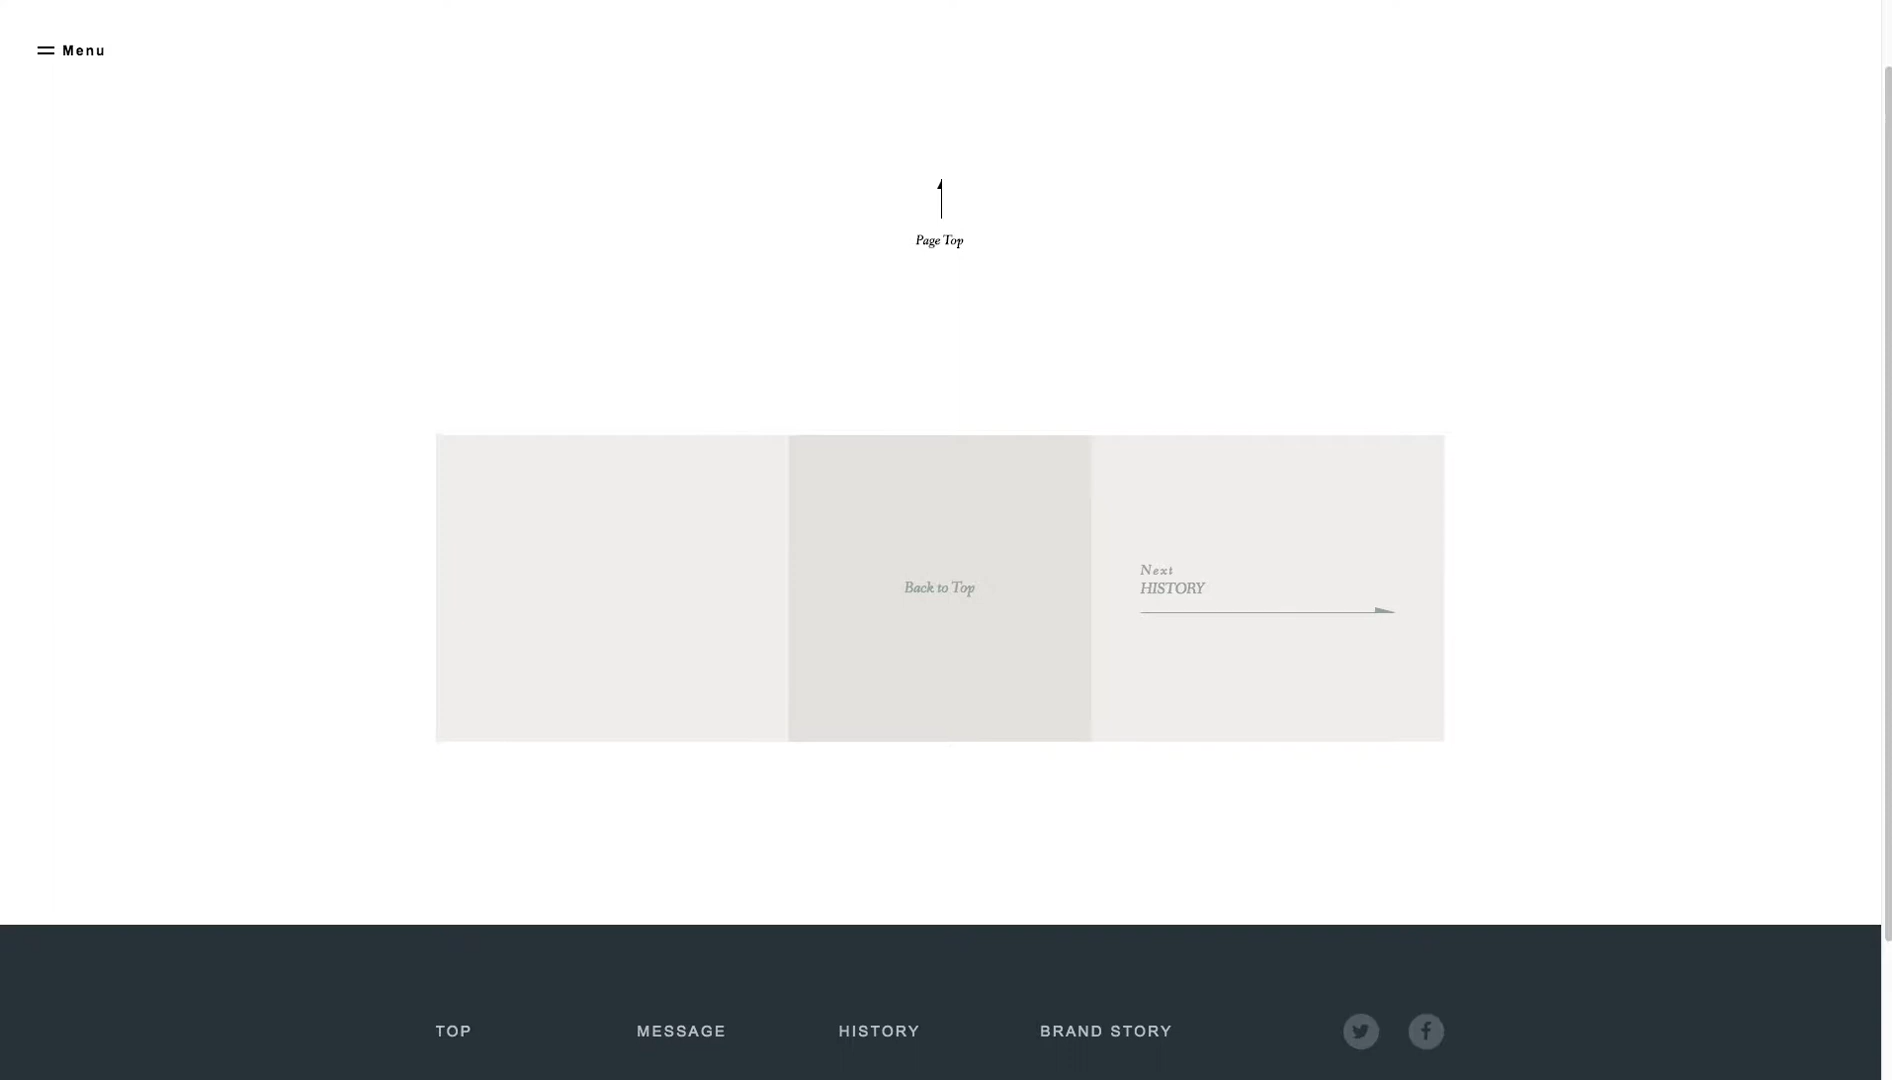 Menu
Page Top
Back to Top
Next
HISTORY
TOP
MESSAGE
HISTORY
BRAND STORY